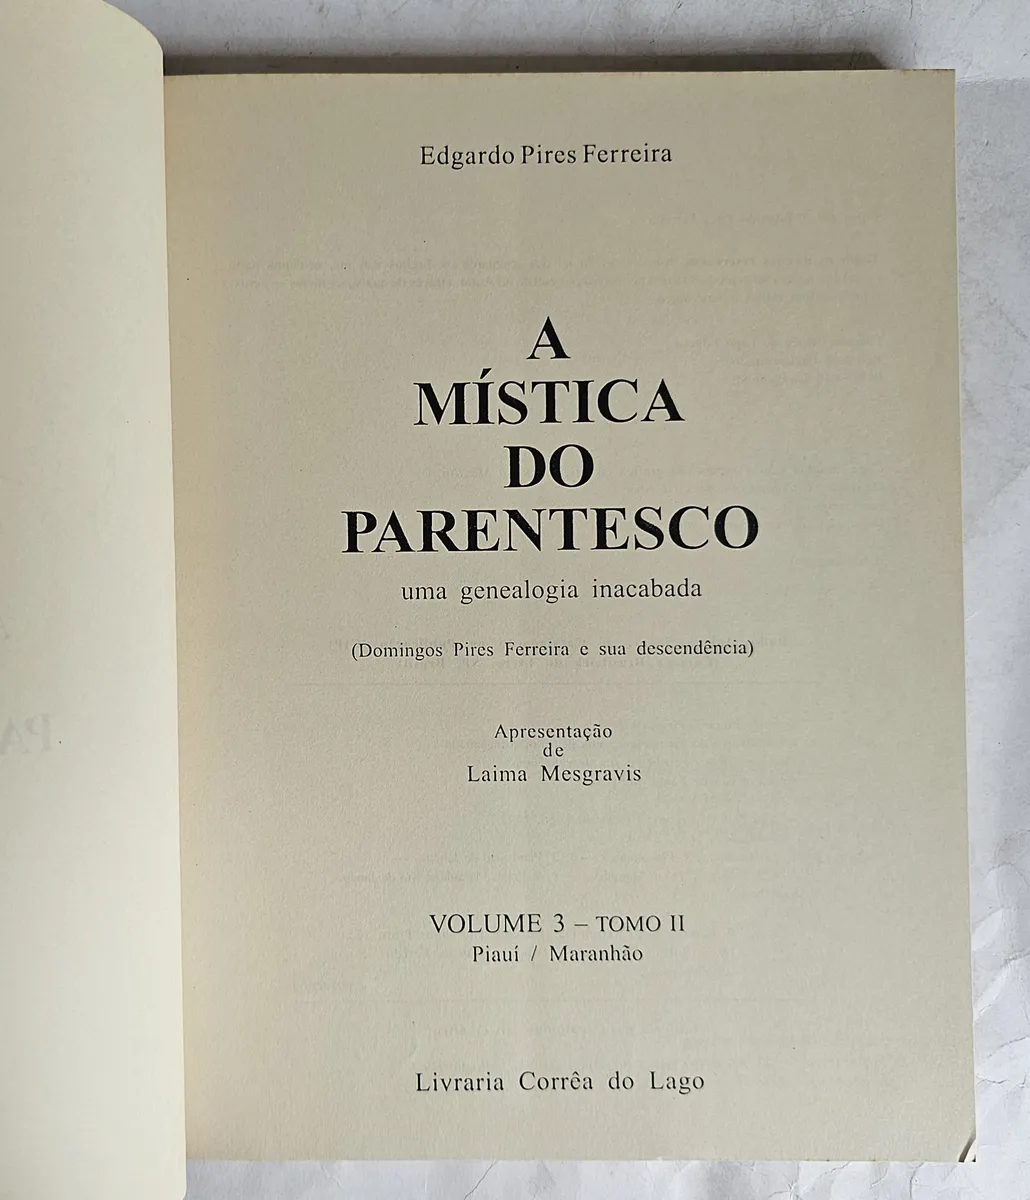 Edgardo Pires Ferreira
A
MÍSTICA
DO
PARENTESCO
uma genealogia inacabada
(Domingos Pires Ferreira e sua descendência)
Apresentação
de
Laima Mesgravis
VOLUME 3 – TOMO II
Piauí / Maranhão
Livraria Corrêa do Lago